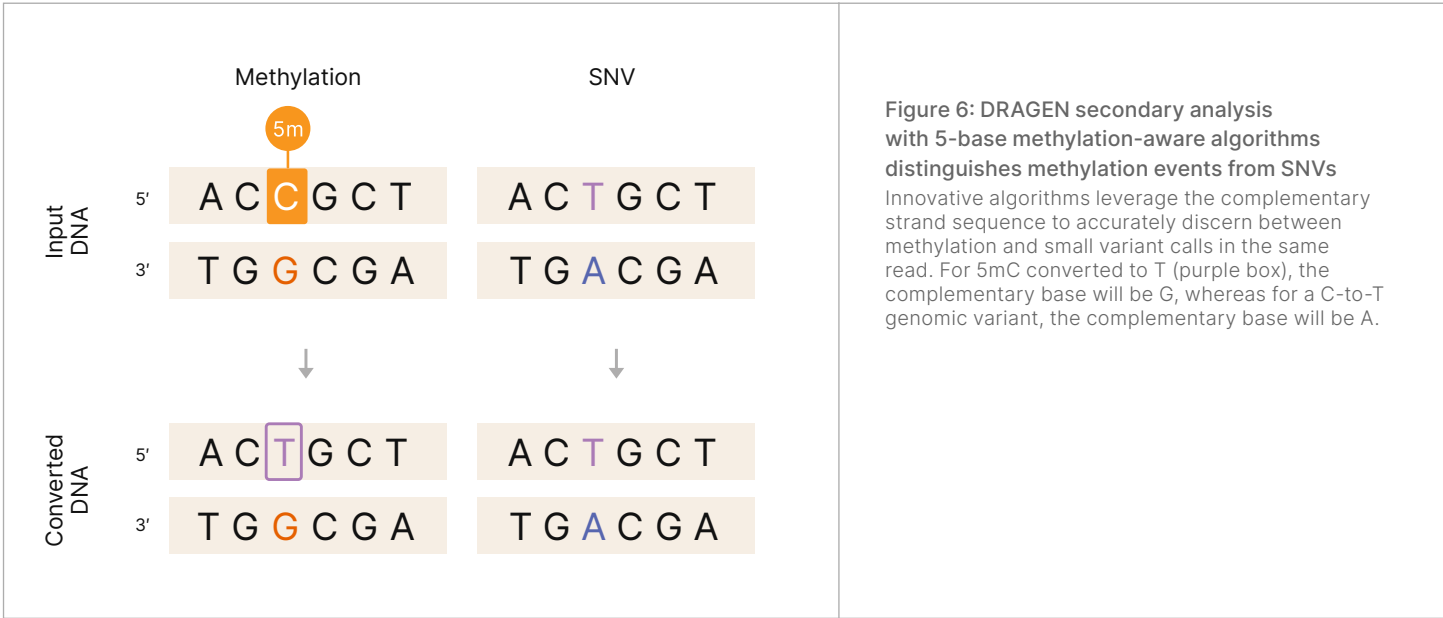 Methylation
SNV
5m
Input
DNA
5′ A C C G C T
A C T G C T
3′ T G G C G A
T G A C G A
Converted
DNA
5′ A C T G C T
A C T G C T
3′ T G G C G A
T G A C G A
Figure 6: DRAGEN secondary analysis
with 5-base methylation-aware algorithms
distinguishes methylation events from SNVs
Innovative algorithms leverage the complementary
strand sequence to accurately discern between
methylation and small variant calls in the same
read. For 5mC converted to T (purple box), the
complementary base will be G, whereas for a C-to-T
genomic variant, the complementary base will be A.